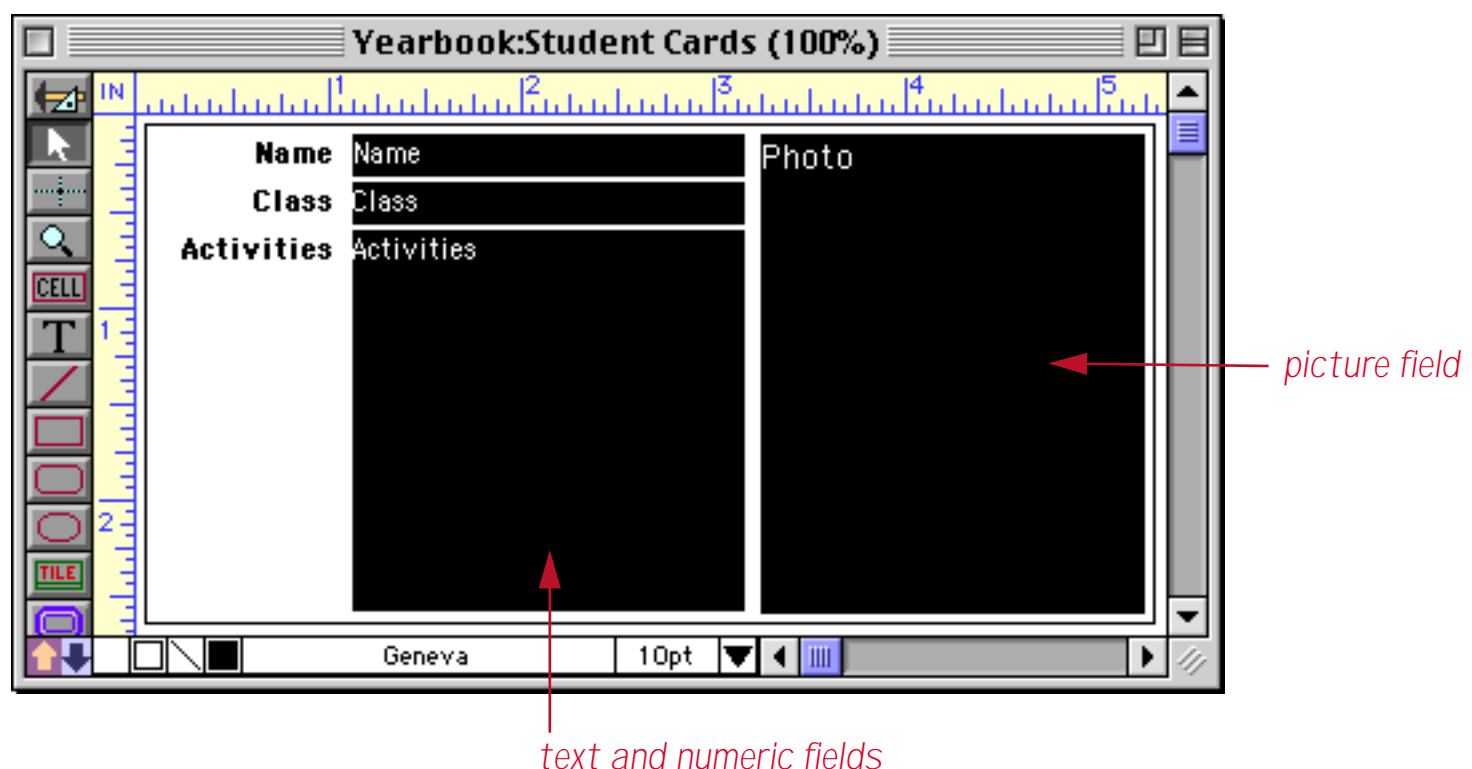 Yearbook:Student Cards (100%)
IN 1 2 3 4 5
Name Name Photo
Class Class
Activities Activities
CELL
T 1
picture field
2
TILE
Geneva 10pt
text and numeric fields